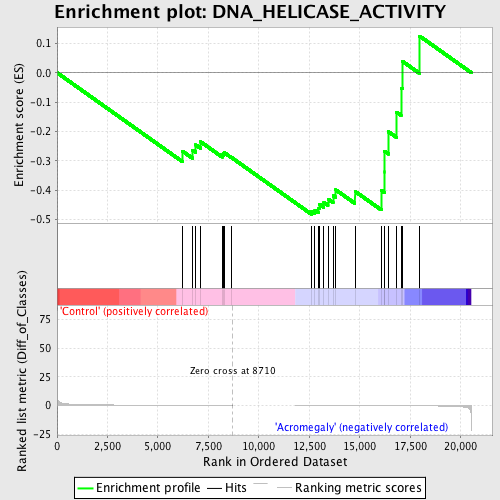 Enrichment plot: DNA_HELICASE_ACTIVITY
Enrichment score (ES)
0.1
0.0
-0.1
-0.2
-0.3
-0.4
-0.5
'Control' (positively correlated)
Ranked list metric (Diff_of_Classes)
75
50
25
0
-25
Zero cross at 8710
'Acromegaly' (negatively correlated)
0 2,500 5,000 7,500 10,000 12,500 15,000 17,500 20,000
Rank in Ordered Dataset
Enrichment profile Hits Ranking metric scores